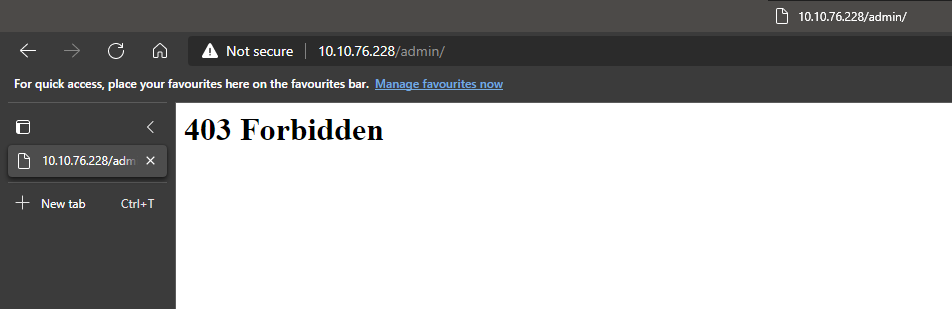 10.10.76.228/admin/
Not secure 10.10.76.228/admin/
For quick access, place your favourites here on the favourites bar. Manage favourites now
403 Forbidden
10.10.76.228/adm
New tab Ctrl+T